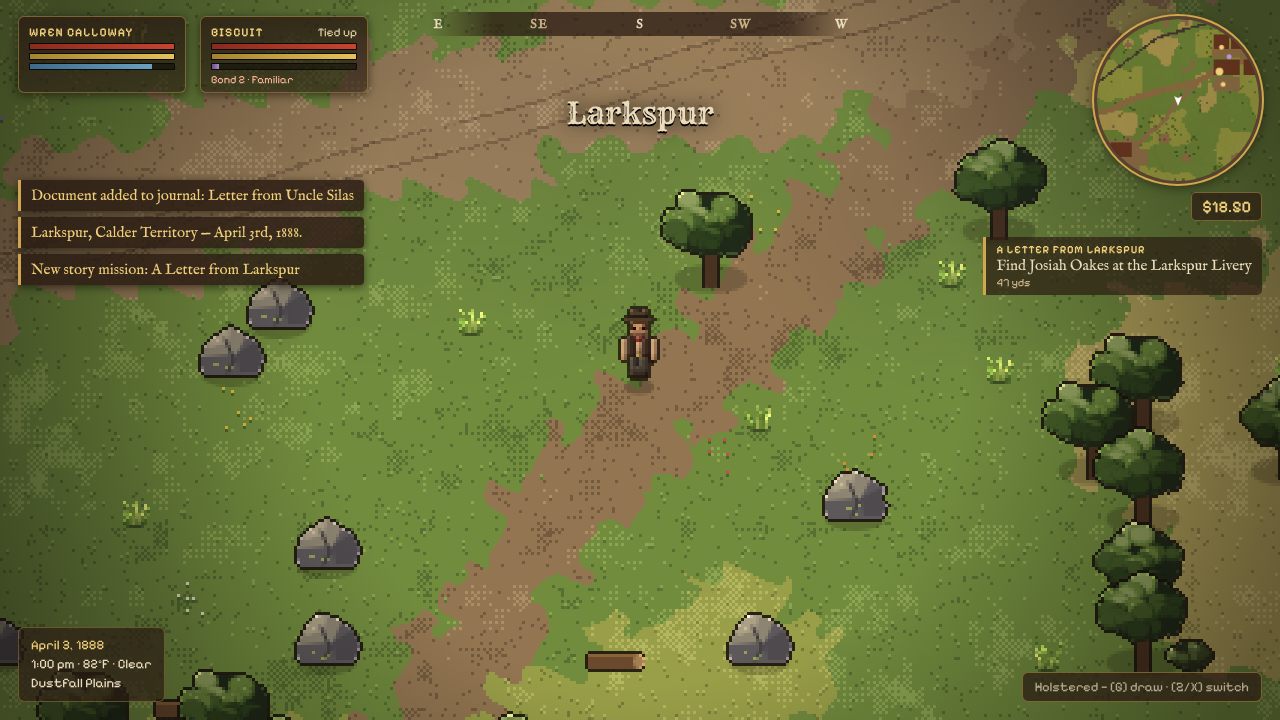 WREN CALLOWAY
BISCUIT Tied up
Bond 2 · Familiar
E SE S SW W
Larkspur
Document added to journal: Letter from Uncle Silas
Larkspur, Calder Territory — April 3rd, 1888.
New story mission: A Letter from Larkspur
$18.80
A LETTER FROM LARKSPUR
Find Josiah Oakes at the Larkspur Livery
47 yds
April 3, 1888
1:00 pm · 82°F · Clear
Dustfall Plains
Holstered - (G) draw · (Z/X) switch